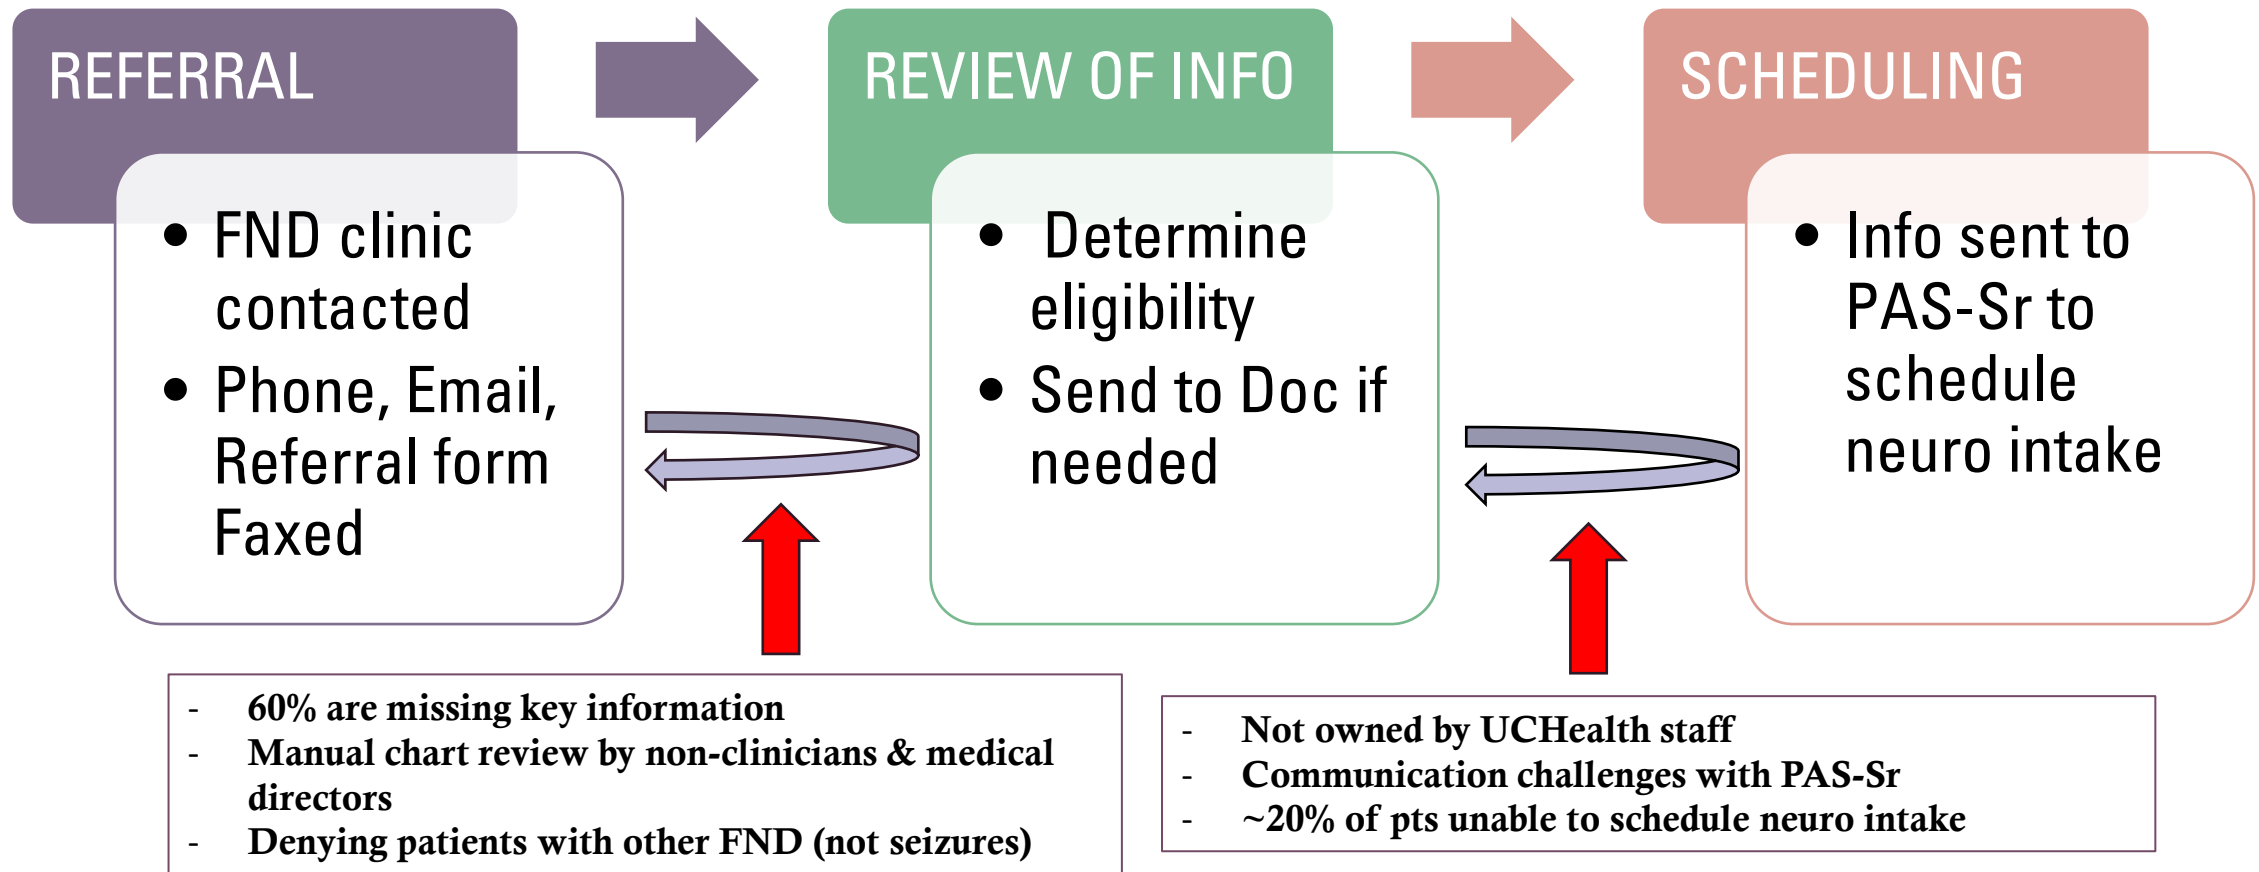 REFERRAL
• FND clinic
contacted
• Phone, Email,
Referral form
Faxed
REVIEW OF INFO
• Determine
eligibility
• Send to Doc if
needed
SCHEDULING
• Info sent to
PAS-Sr to
schedule
neuro intake
- 60% are missing key information
- Manual chart review by non-clinicians & medical
directors
- Denying patients with other FND (not seizures)
- Not owned by UCHealth staff
- Communication challenges with PAS-Sr
- ~20% of pts unable to schedule neuro intake